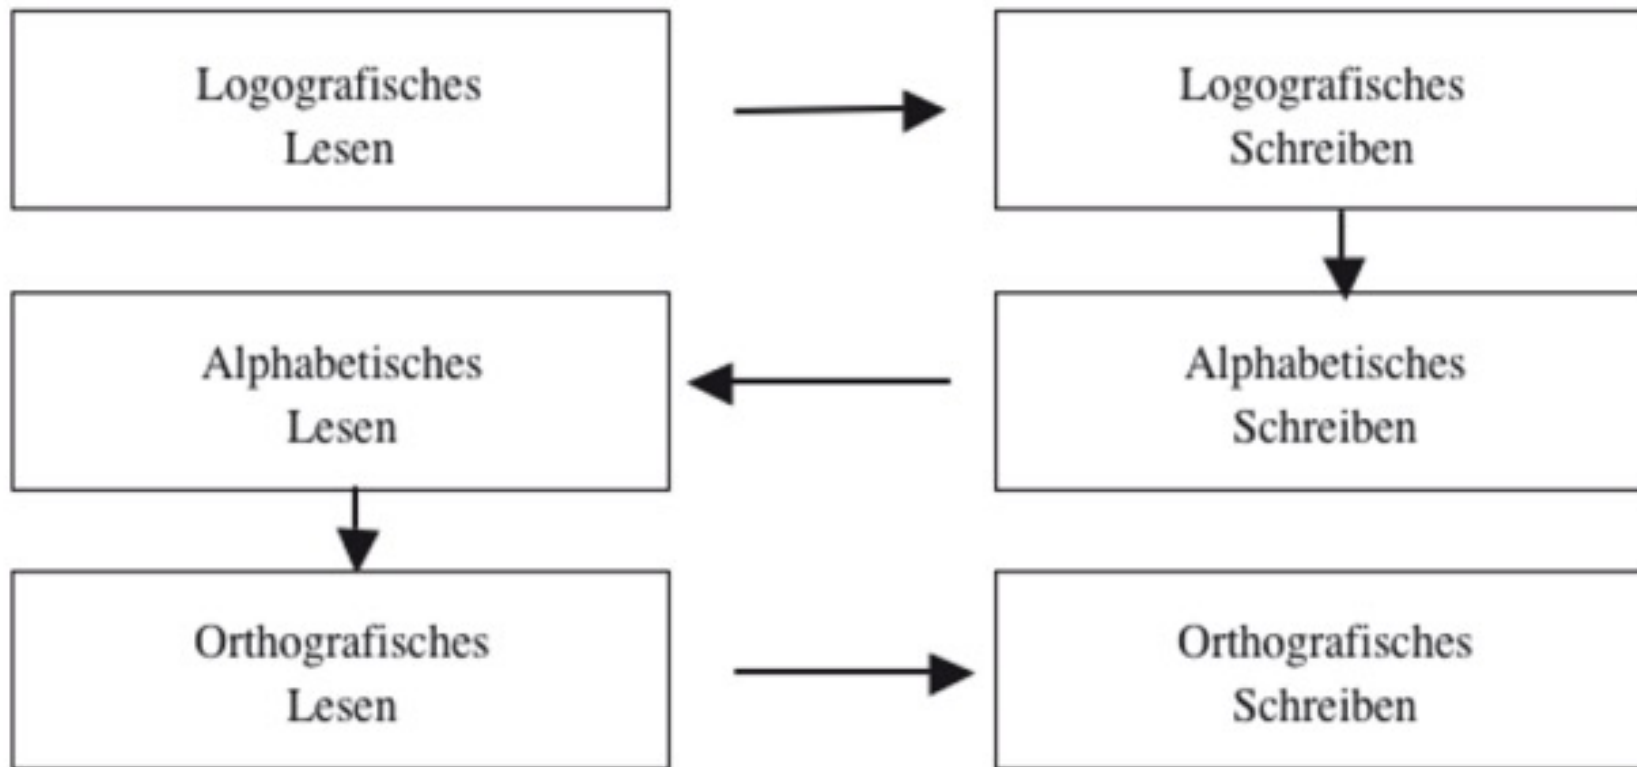 Logografisches
Lesen
Logografisches
Schreiben
Alphabetisches
Lesen
Alphabetisches
Schreiben
Orthografisches
Lesen
Orthografisches
Schreiben